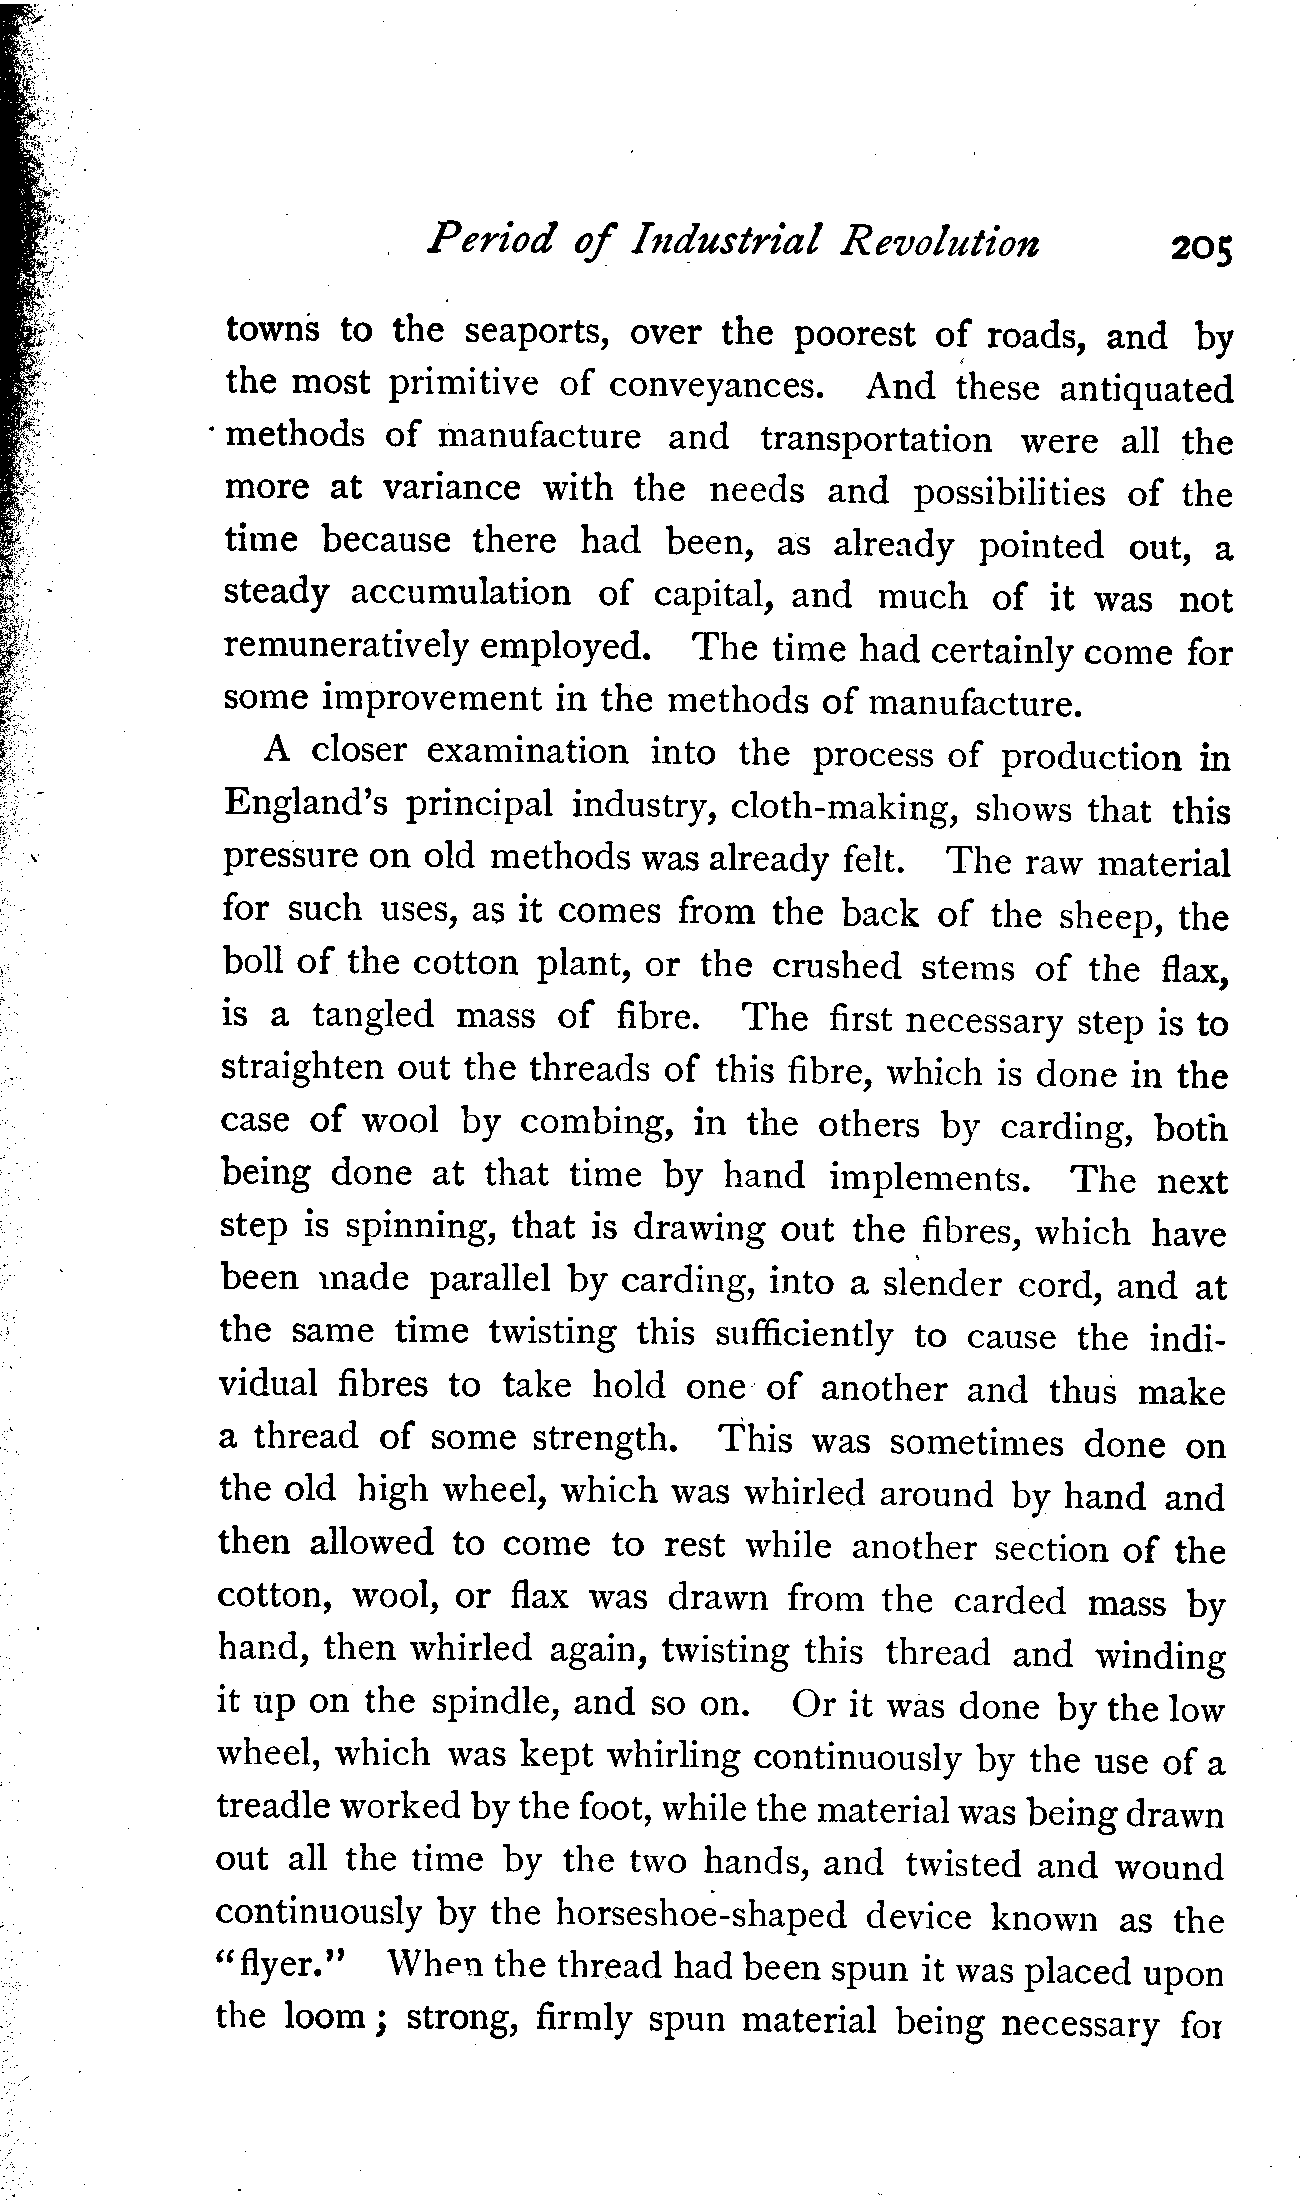 Period of Industrial Revolution 205
towns to the seaports, over the poorest of roads, and by
the most primitive of conveyances. And these antiquated
methods of manufacture and transportation were all the
more at variance with the needs and possibilities of the
time because there had been, as already pointed out, a
steady accumulation of capital, and much of it was not
remuneratively employed. The time had certainly come for
some improvement in the methods of manufacture.
A closer examination into the process of production in
England's principal industry, cloth-making, shows that this
pressure on old methods was already felt. The raw material
for such uses, as it comes from the back of the sheep, the
boll of the cotton plant, or the crushed stems of the flax,
is a tangled mass of fibre. The first necessary step is to
straighten out the threads of this fibre, which is done in the
case of wool by combing, in the others by carding, both
being done at that time by hand implements. The next
step is spinning, that is drawing out the fibres, which have
been made parallel by carding, into a slender cord, and at
the same time twisting this sufficiently to cause the indi-
vidual fibres to take hold one of another and thus make
a thread of some strength. This was sometimes done on
the old high wheel, which was whirled around by hand and
then allowed to come to rest while another section of the
cotton, wool, or flax was drawn from the carded mass by
hand, then whirled again, twisting this thread and winding
it up on the spindle, and so on. Or it was done by the low
wheel, which was kept whirling continuously by the use of a
treadle worked by the foot, while the material was being drawn
out all the time by the two hands, and twisted and wound
continuously by the horseshoe-shaped device known as the
"flyer." When the thread had been spun it was placed upon
the loom; strong, firmly spun material being necessary for